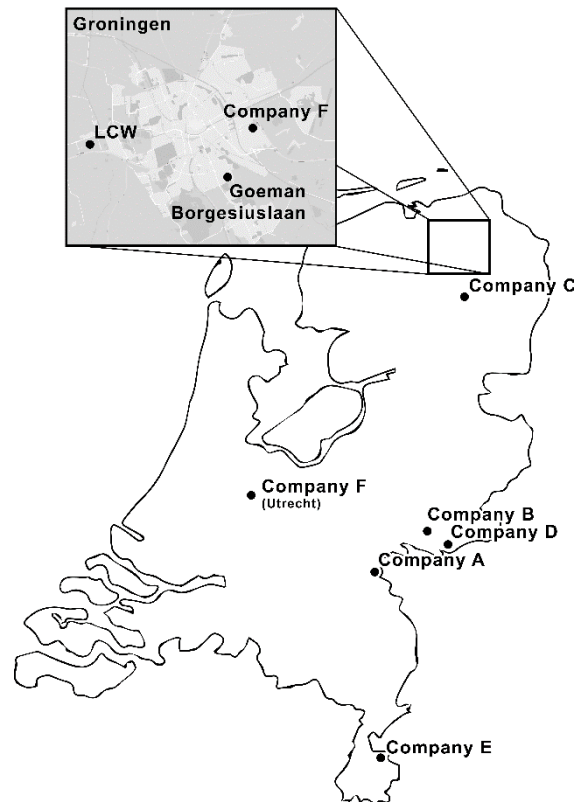 Groningen
Company F
LCW
Goeman
Borgesiuslaan
Company C
Company F
(Utrecht)
Company B
Company D
Company A
Company E